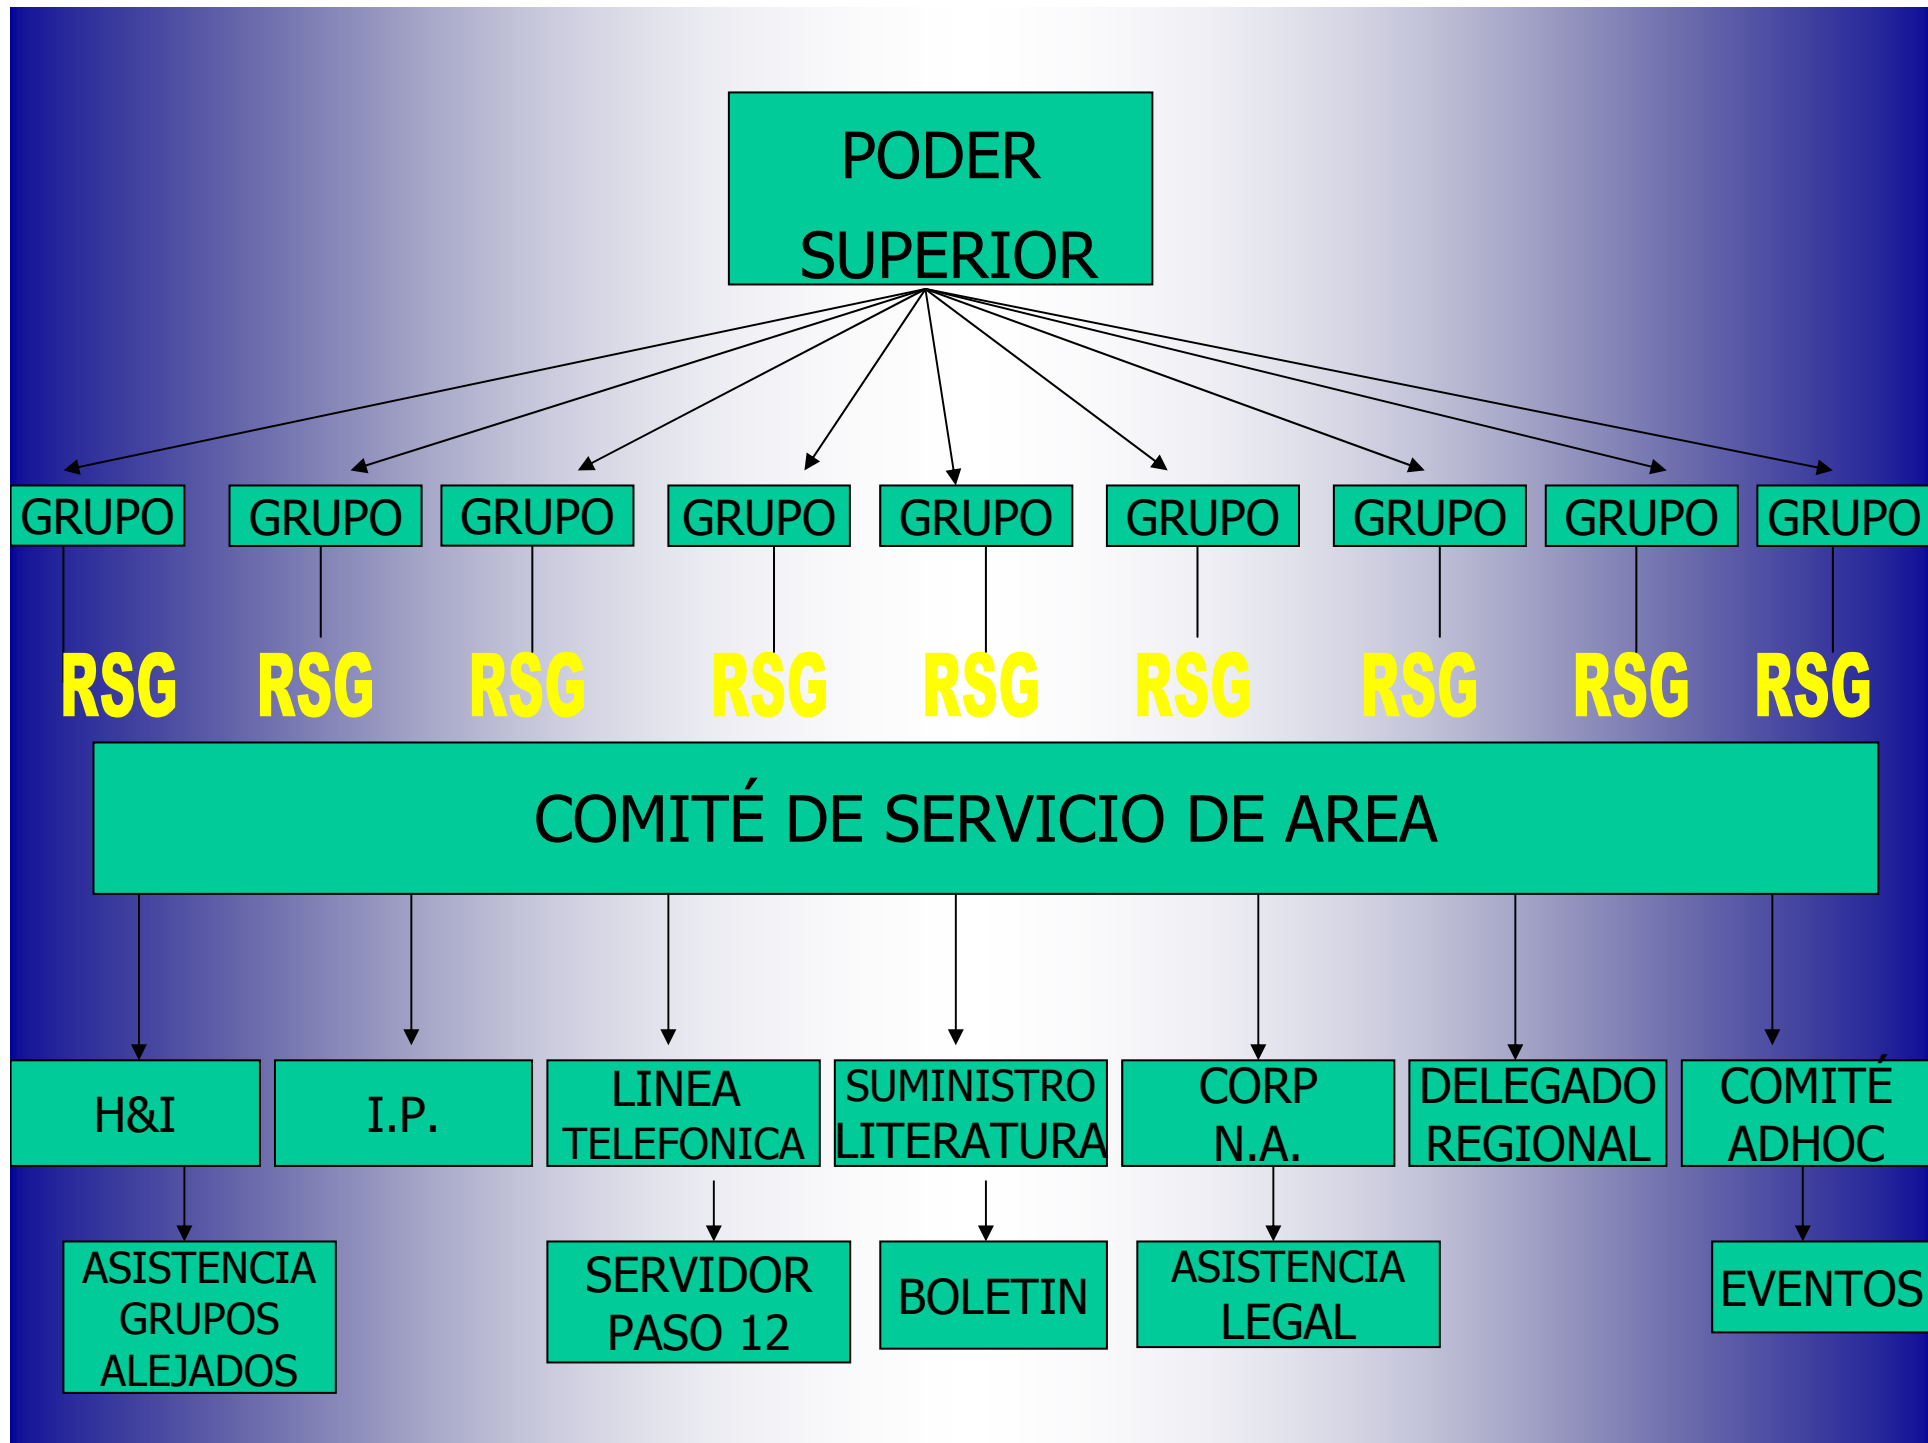 PODER
SUPERIOR
GRUPO GRUPO GRUPO GRUPO GRUPO GRUPO GRUPO GRUPO GRUPO
RSG RSG RSG RSG RSG RSG RSG RSG RSG
COMITÉ DE SERVICIO DE AREA
H&I
I.P.
LINEA
TELEFONICA
SUMINISTRO
LITERATURA
CORP
N.A.
DELEGADO
REGIONAL
COMITÉ
ADHOC
ASISTENCIA
GRUPOS
ALEJADOS
SERVIDOR
PASO 12
BOLETIN
ASISTENCIA
LEGAL
EVENTOS